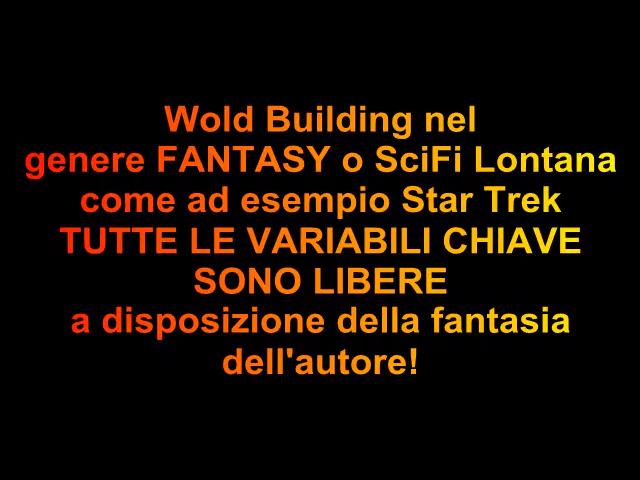 Wold Building nel
genere FANTASY o SciFi Lontana
come ad esempio Star Trek
TUTTE LE VARIABILI CHIAVE
SONO LIBERE
a disposizione della fantasia
dell'autore!